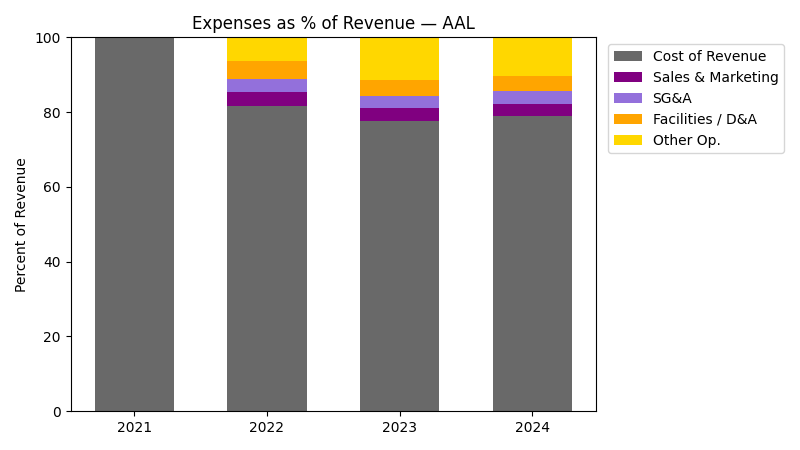 Expenses as % of Revenue — AAL
Percent of Revenue
100
80
60
40
20
0
2021
2022
2023
2024
Cost of Revenue
Sales & Marketing
SG&A
Facilities / D&A
Other Op.